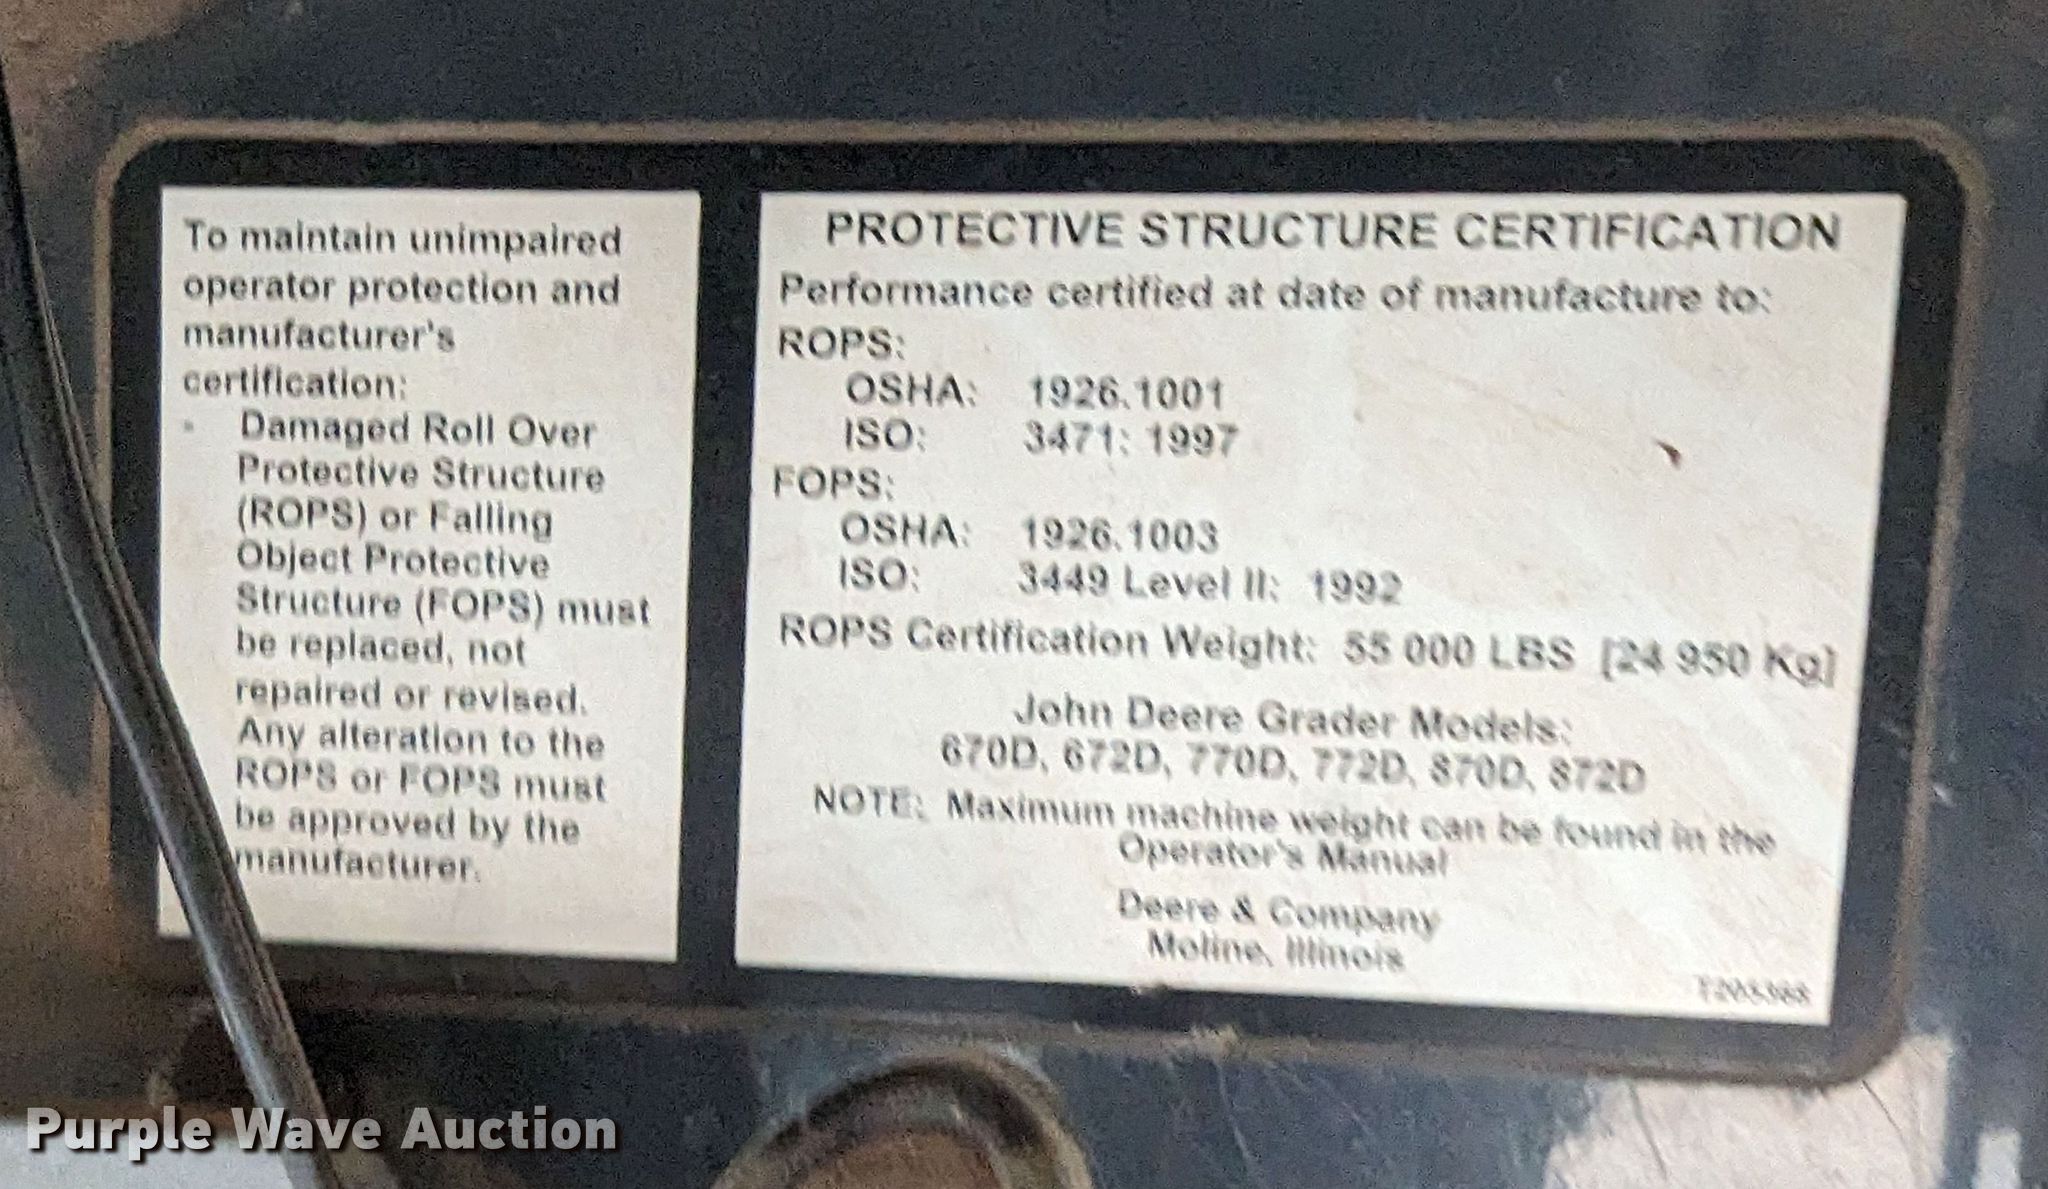 To maintain unimpaired
operator protection and
manufacturer's
certification:
- Damaged Roll Over
Protective Structure
(ROPS) or Falling
Object Protective
Structure (FOPS) must
be replaced, not
repaired or revised.
Any alteration to the
ROPS or FOPS must
be approved by the
manufacturer.
PROTECTIVE STRUCTURE CERTIFICATION
Performance certified at date of manufacture to:
ROPS:
OSHA: 1926.1001
ISO: 3471: 1997
FOPS:
OSHA: 1926.1003
ISO: 3449 Level II: 1992
ROPS Certification Weight: 55 000 LBS [24 950 Kg]
John Deere Grader Models:
670D, 672D, 770D, 772D, 870D, 872D
NOTE: Maximum machine weight can be found in the
Operator's Manual
Deere & Company
Moline, Illinois
Purple Wave Auction